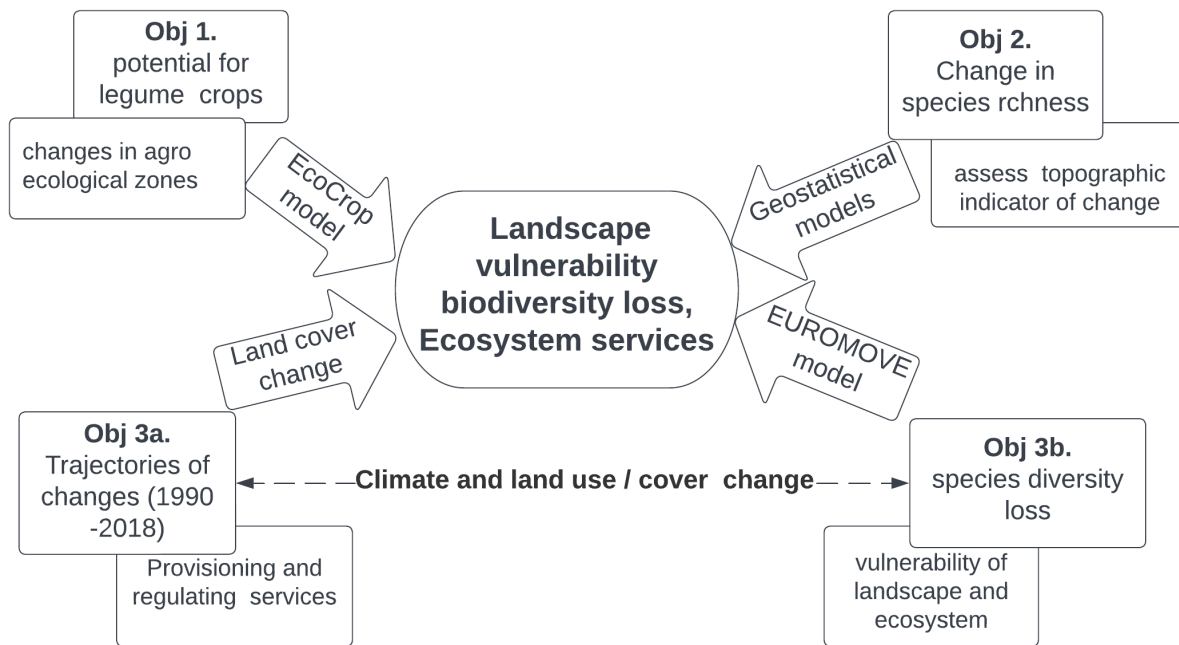 Obj 1.
potential for
legume crops
changes in agro
ecological zones
EcoCrop
model
Obj 2.
Change in
species rchness
assess topographic
indicator of change
Geostatistical
models
Landscape
vulnerability
biodiversity loss,
Ecosystem services
Land cover
change
EUROMOVE
model
Obj 3a.
Trajectories of
changes (1990
-2018)
Provisioning and
regulating services
Climate and land use / cover change
Obj 3b.
species diversity
loss
vulnerability of
landscape and
ecosystem